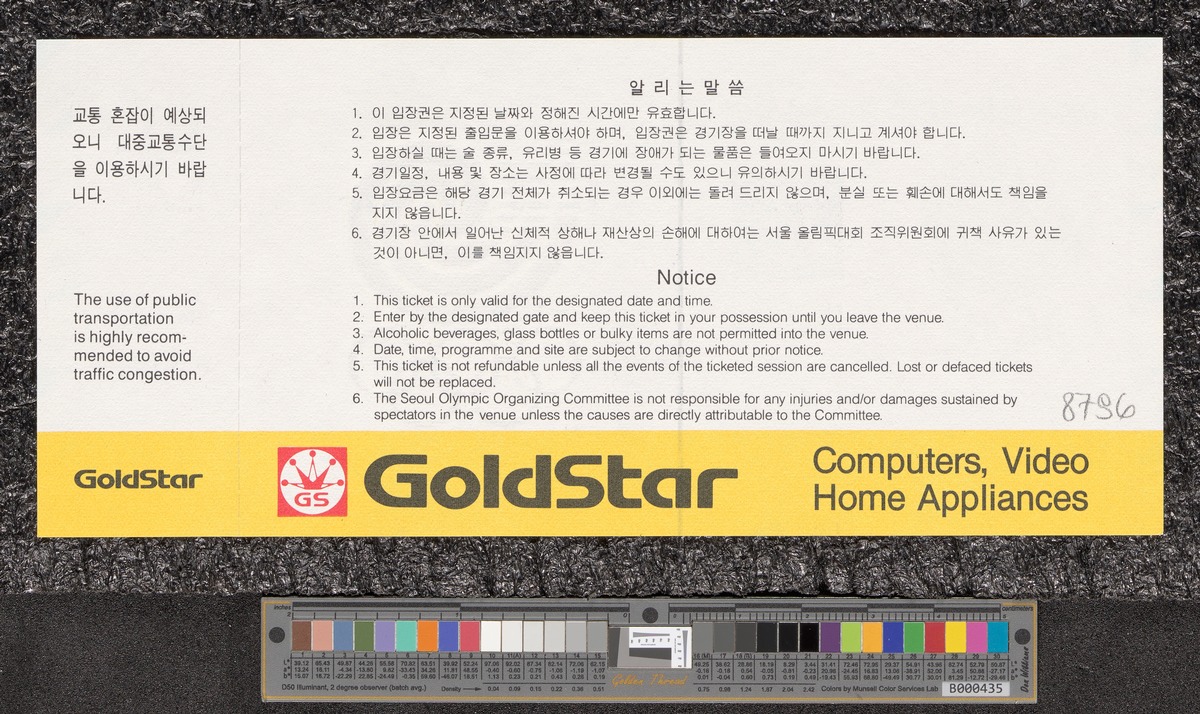 교통 혼잡이 예상되
오니 대중교통수단
을 이용하시기 바랍
니다.
The use of public
transportation
is highly recom-
mended to avoid
traffic congestion.
알 리 는 말 씀
1. 이 입장권은 지정된 날짜와 정해진 시간에만 유효합니다.
2. 입장은 지정된 출입문을 이용하셔야 하며, 입장권은 경기장을 떠날 때까지 지니고 계셔야 합니다.
3. 입장하실 때는 술 종류, 유리병 등 경기에 장애가 되는 물품은 들여오지 마시기 바랍니다.
4. 경기일정, 내용 및 장소는 사정에 따라 변경될 수도 있으니 유의하시기 바랍니다.
5. 입장요금은 해당 경기 전체가 취소되는 경우 이외에는 돌려 드리지 않으며, 분실 또는 훼손에 대해서도 책임을
지지 않읍니다.
6. 경기장 안에서 일어난 신체적 상해나 재산상의 손해에 대하여는 서울 올림픽대회 조직위원회에 귀책 사유가 있는
것이 아니면, 이를 책임지지 않읍니다.
Notice
1. This ticket is only valid for the designated date and time.
2. Enter by the designated gate and keep this ticket in your possession until you leave the venue.
3. Alcoholic beverages, glass bottles or bulky items are not permitted into the venue.
4. Date, time, programme and site are subject to change without prior notice.
5. This ticket is not refundable unless all the events of the ticketed session are cancelled. Lost or defaced tickets
will not be replaced.
6. The Seoul Olympic Organizing Committee is not responsible for any injuries and/or damages sustained by
spectators in the venue unless the causes are directly attributable to the Committee.
8796
GoldStar
GS
GoldStar
Computers, Video
Home Appliances
inches
centimeters
D50 Illuminant, 2 degree observer (batch avg.)
Density
Golden Thread
Colors by Munsell Color Services Lab
B000435